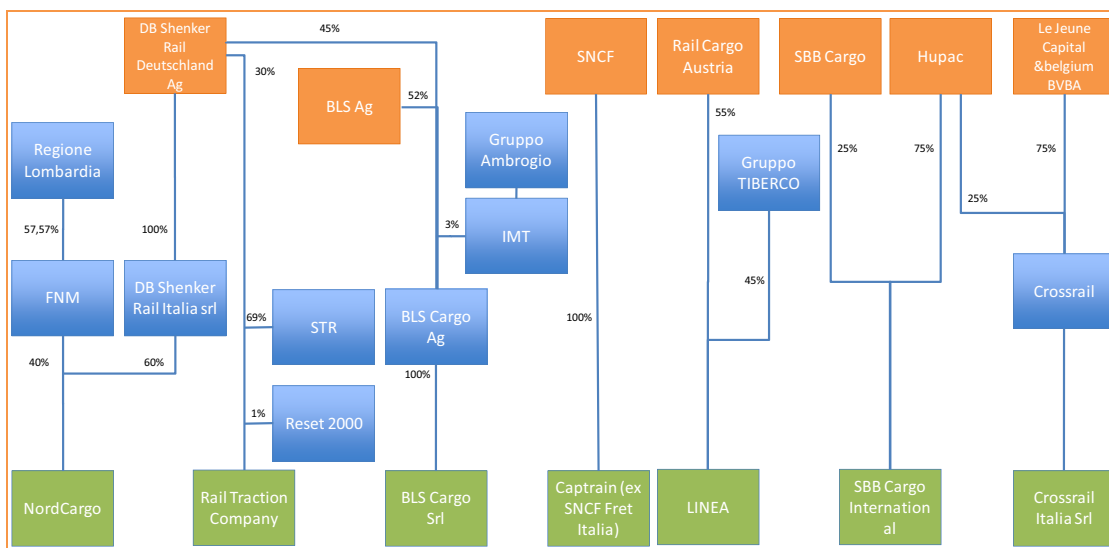 DB Shenker
Rail
Deutschland
Ag
45%
30%
SNCF
Rail Cargo
Austria
SBB Cargo
Hupac
Le Jeune
Capital
&belgium
BVBA
BLS Ag
52%
55%
Regione
Lombardia
Gruppo
Ambrogio
Gruppo
TIBERCO
25%
75%
75%
25%
57,57%
100%
3%
IMT
FNM
DB Shenker
Rail Italia srl
69%
STR
BLS Cargo
Ag
100%
45%
Crossrail
40%
60%
100%
1%
Reset 2000
NordCargo
Rail Traction
Company
BLS Cargo
Srl
Captrain (ex
SNCF Fret
Italia)
LINEA
SBB Cargo
Internation
al
Crossrail
Italia Srl